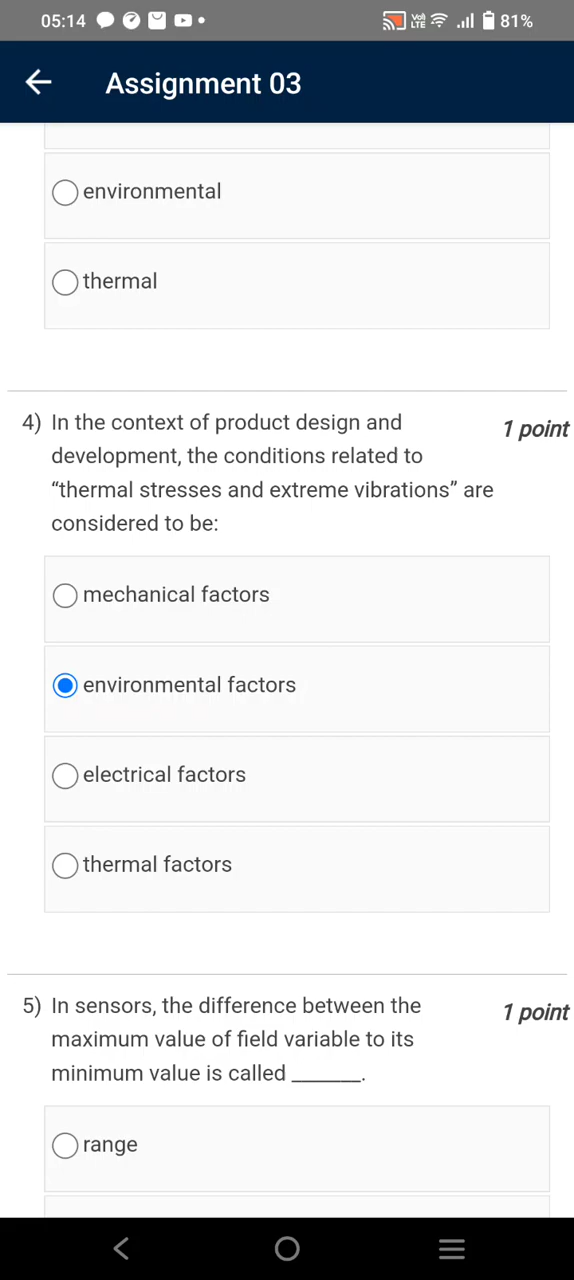 05:14
Vo)
LTE
81%
Assignment 03
environmental
thermal
4) In the context of product design and
1 point
development, the conditions related to
“thermal stresses and extreme vibrations” are
considered to be:
mechanical factors
environmental factors
electrical factors
thermal factors
5) In sensors, the difference between the
1 point
maximum value of field variable to its
minimum value is called _______.
range